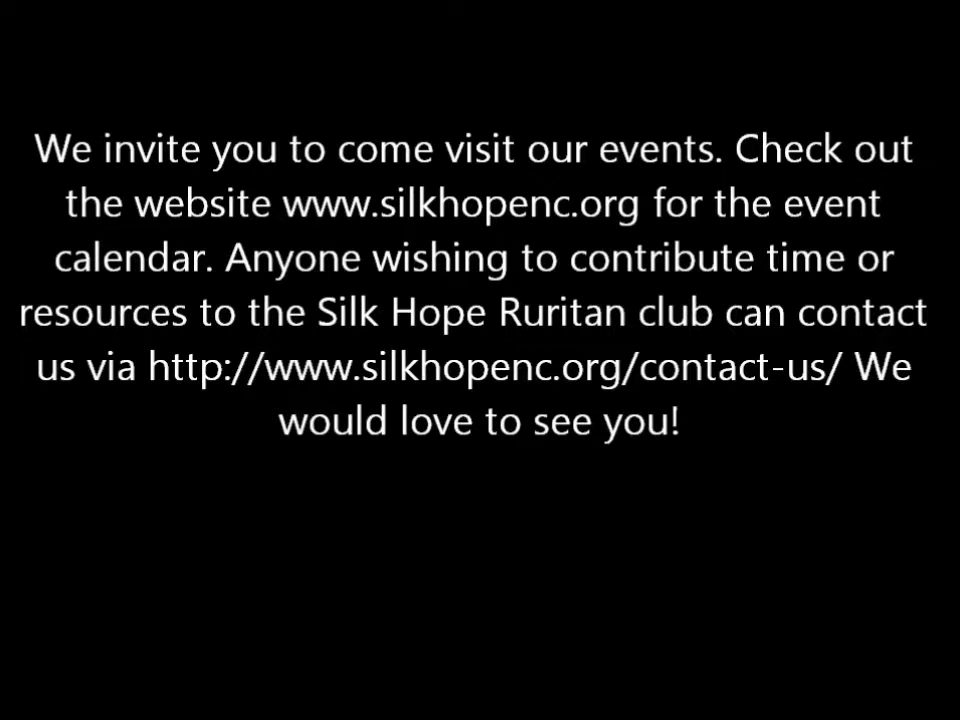 We invite you to come visit our events. Check out
the website www.silkhopenc.org for the event
calendar. Anyone wishing to contribute time or
resources to the Silk Hope Ruritan club can contact
us via http://www.silkhopenc.org/contact-us/ We
would love to see you!